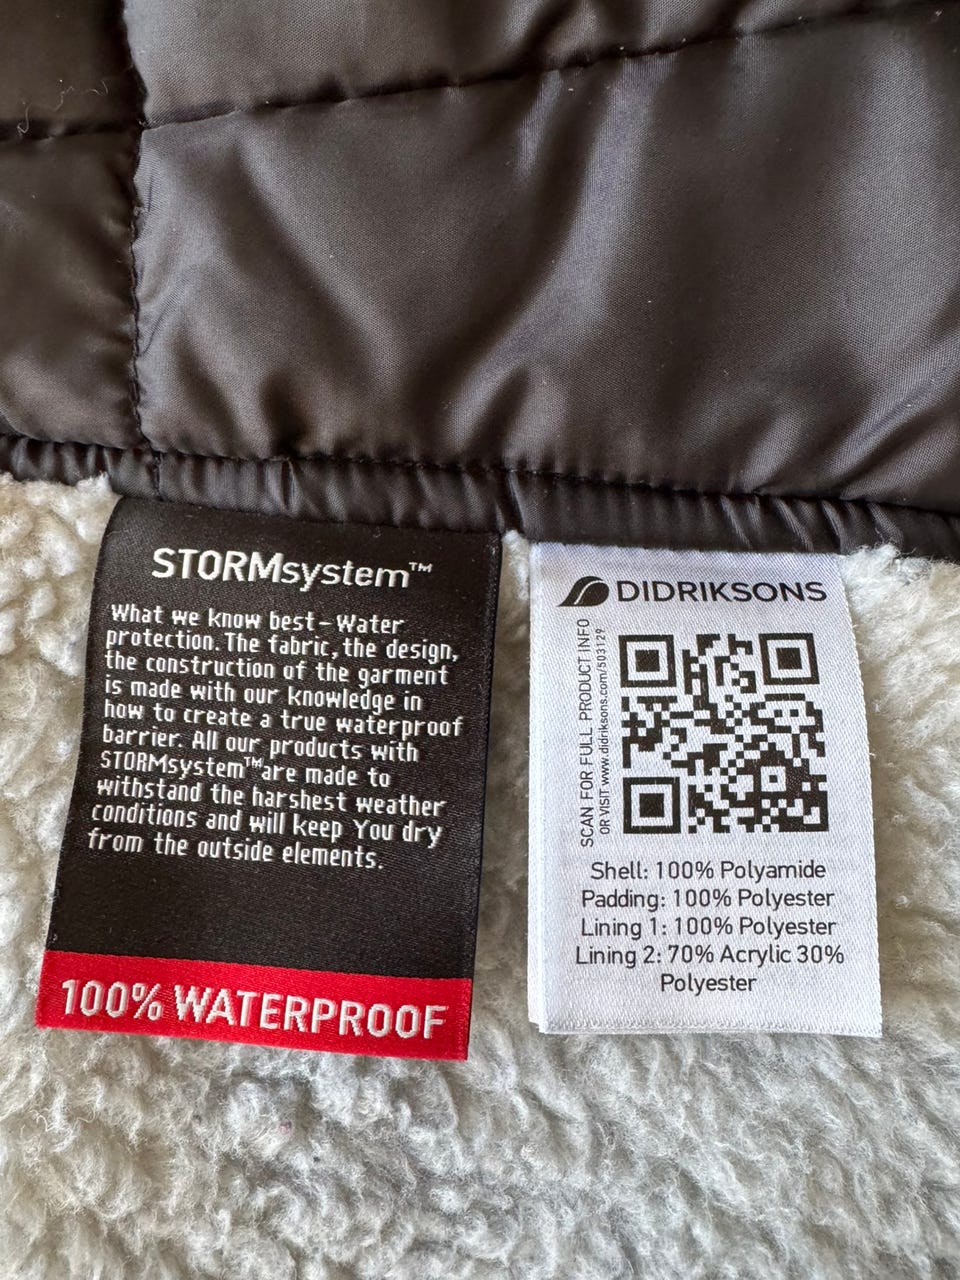 STORMsystem™
What we know best – Water
protection. The fabric, the design,
the construction of the garment
is made with our knowledge in
how to create a true waterproof
barrier. All our products with
STORMsystem™are made to
withstand the harshest weather
conditions and will keep You dry
from the outside elements.
100% WATERPROOF
DIDRIKSONS
SCAN FOR FULL PRODUCT INFO
OR VISIT www.didriksons.com/503129
Shell: 100% Polyamide
Padding: 100% Polyester
Lining 1: 100% Polyester
Lining 2: 70% Acrylic 30%
Polyester